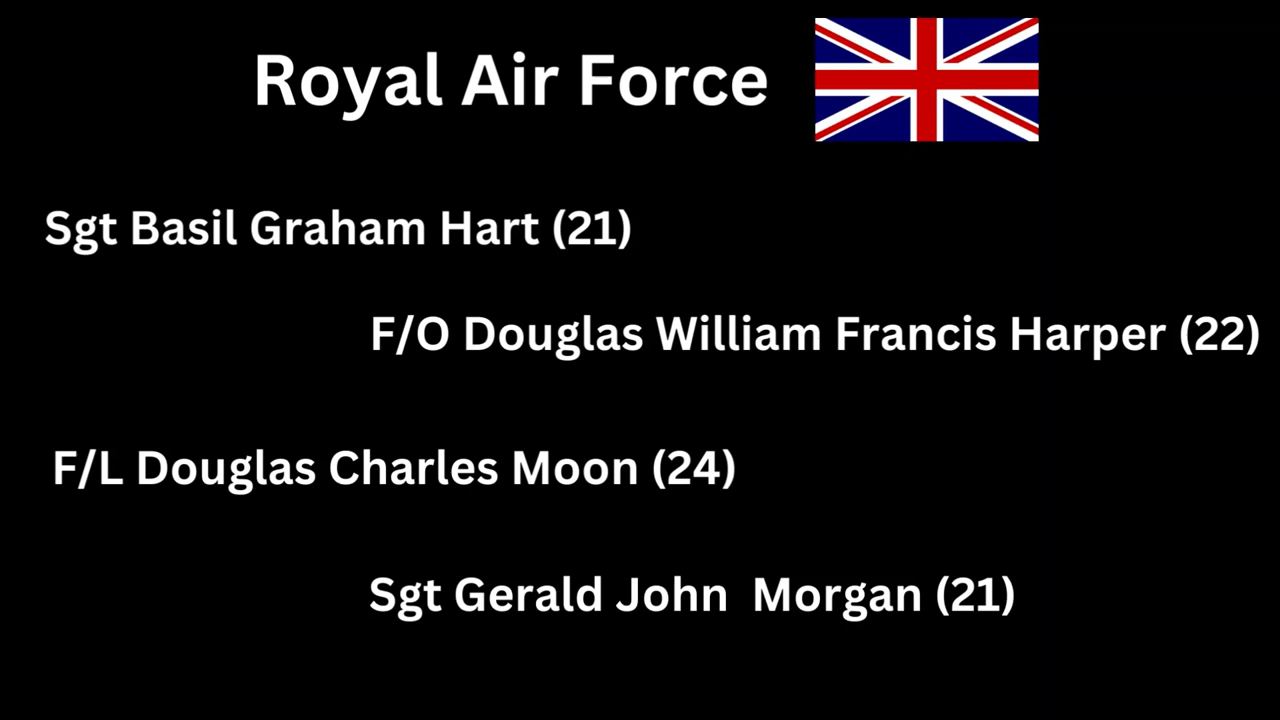 Royal Air Force
Sgt Basil Graham Hart (21)
F/O Douglas William Francis Harper (22)
F/L Douglas Charles Moon (24)
Sgt Gerald John  Morgan (21)